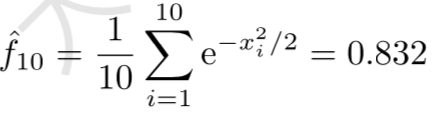 f̂₁₀ = 1/10 ∑_{i=1}^{10} e^{−x_i²/2} = 0.832